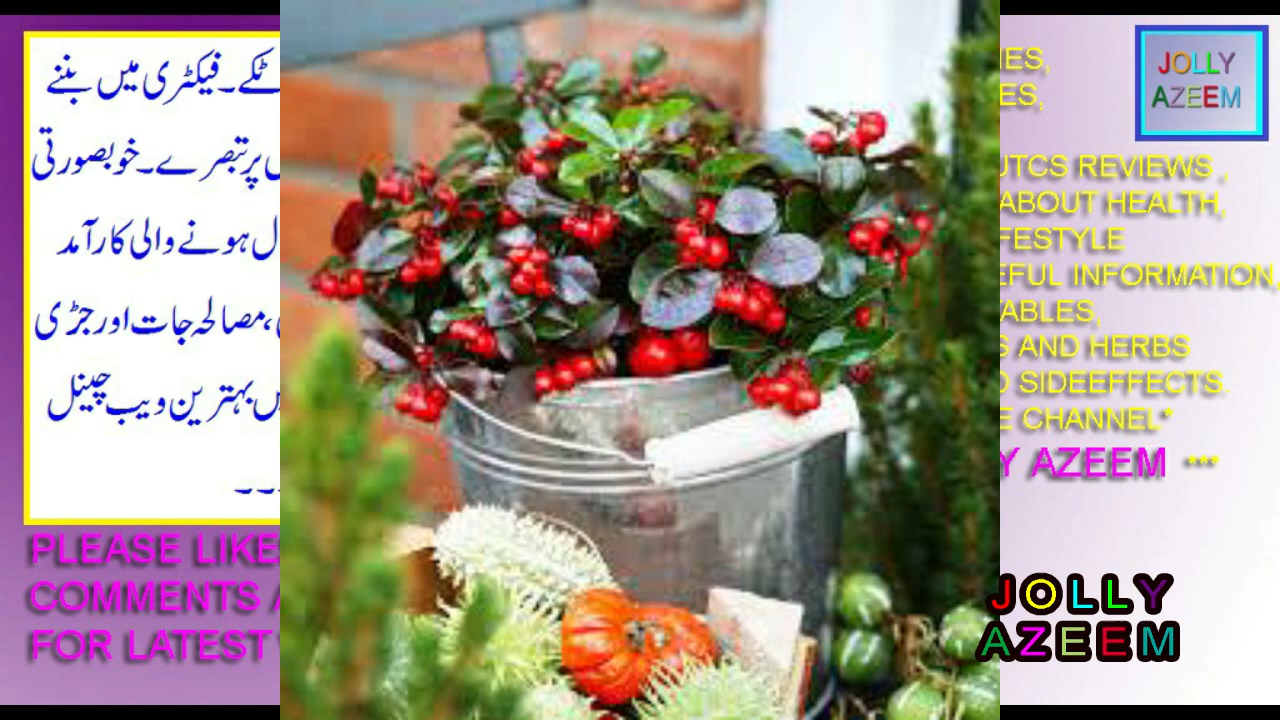 ٹکے۔ فیکٹری میں بننے
پر تبصرے۔ خوبصورتی
ہونے والی کارآمد
،مصالحہ جات اور جڑی
بہترین ویب چینل
۔۔۔
PLEASE LIKE
COMMENTS
FOR LATEST
IES,
ES,
JOLLY
AZEEM
UTCS REVIEWS ,
ABOUT HEALTH,
FESTYLE
EFUL INFORMATION,
ABLES,
S AND HERBS
D SIDEEFFECTS.
E CHANNEL*
Y AZEEM ***
JOLLY
AZEEM